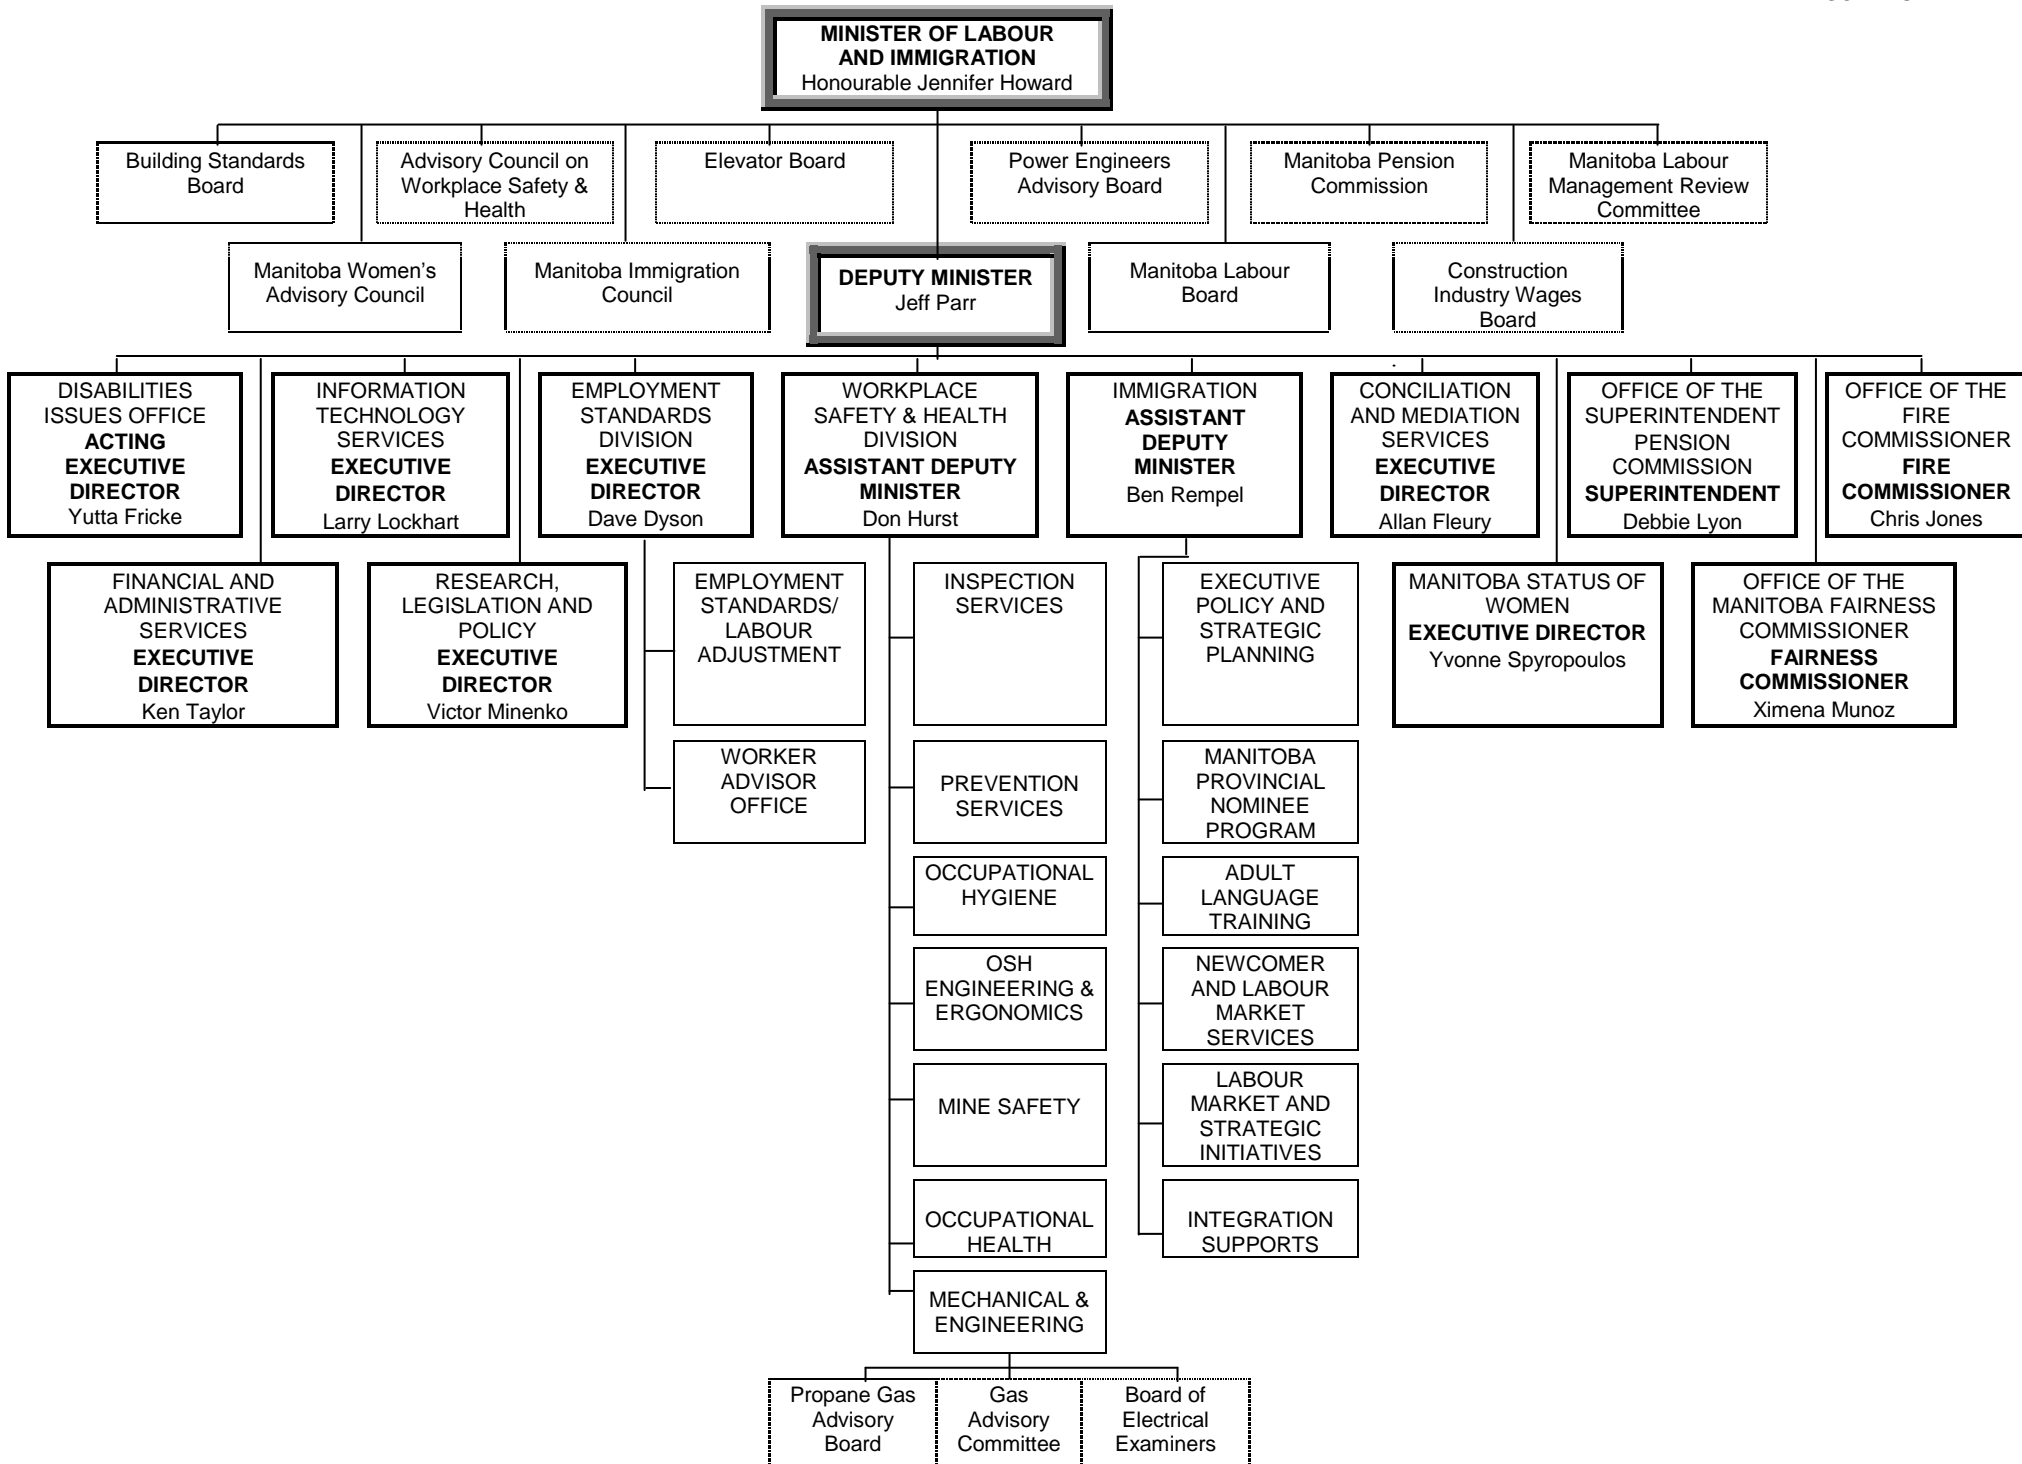 MINISTER OF LABOUR
AND IMMIGRATION
Honourable Jennifer Howard
Building Standards
Board
Advisory Council on
Workplace Safety &
Health
Elevator Board
Power Engineers
Advisory Board
Manitoba Pension
Commission
Manitoba Labour
Management Review
Committee
Manitoba Women's
Advisory Council
Manitoba Immigration
Council
DEPUTY MINISTER
Jeff Parr
Manitoba Labour
Board
Construction
Industry Wages
Board
DISABILITIES
ISSUES OFFICE
ACTING
EXECUTIVE
DIRECTOR
Yutta Fricke
INFORMATION
TECHNOLOGY
SERVICES
EXECUTIVE
DIRECTOR
Larry Lockhart
EMPLOYMENT
STANDARDS
DIVISION
EXECUTIVE
DIRECTOR
Dave Dyson
WORKPLACE
SAFETY & HEALTH
DIVISION
ASSISTANT DEPUTY
MINISTER
Don Hurst
IMMIGRATION
ASSISTANT
DEPUTY
MINISTER
Ben Rempel
CONCILIATION
AND MEDIATION
SERVICES
EXECUTIVE
DIRECTOR
Allan Fleury
OFFICE OF THE
SUPERINTENDENT
PENSION
COMMISSION
SUPERINTENDENT
Debbie Lyon
OFFICE OF THE
FIRE
COMMISSIONER
FIRE
COMMISSIONER
Chris Jones
FINANCIAL AND
ADMINISTRATIVE
SERVICES
EXECUTIVE
DIRECTOR
Ken Taylor
RESEARCH,
LEGISLATION AND
POLICY
EXECUTIVE
DIRECTOR
Victor Minenko
EMPLOYMENT
STANDARDS/
LABOUR
ADJUSTMENT
INSPECTION
SERVICES
EXECUTIVE
POLICY AND
STRATEGIC
PLANNING
MANITOBA STATUS OF
WOMEN
EXECUTIVE DIRECTOR
Yvonne Spyropoulos
OFFICE OF THE
MANITOBA FAIRNESS
COMMISSIONER
FAIRNESS
COMMISSIONER
Ximena Munoz
WORKER
ADVISOR
OFFICE
PREVENTION
SERVICES
MANITOBA
PROVINCIAL
NOMINEE
PROGRAM
OCCUPATIONAL
HYGIENE
ADULT
LANGUAGE
TRAINING
OSH
ENGINEERING &
ERGONOMICS
NEWCOMER
AND LABOUR
MARKET
SERVICES
MINE SAFETY
LABOUR
MARKET AND
STRATEGIC
INITIATIVES
OCCUPATIONAL
HEALTH
INTEGRATION
SUPPORTS
MECHANICAL &
ENGINEERING
Propane Gas
Advisory
Board
Gas
Advisory
Committee
Board of
Electrical
Examiners